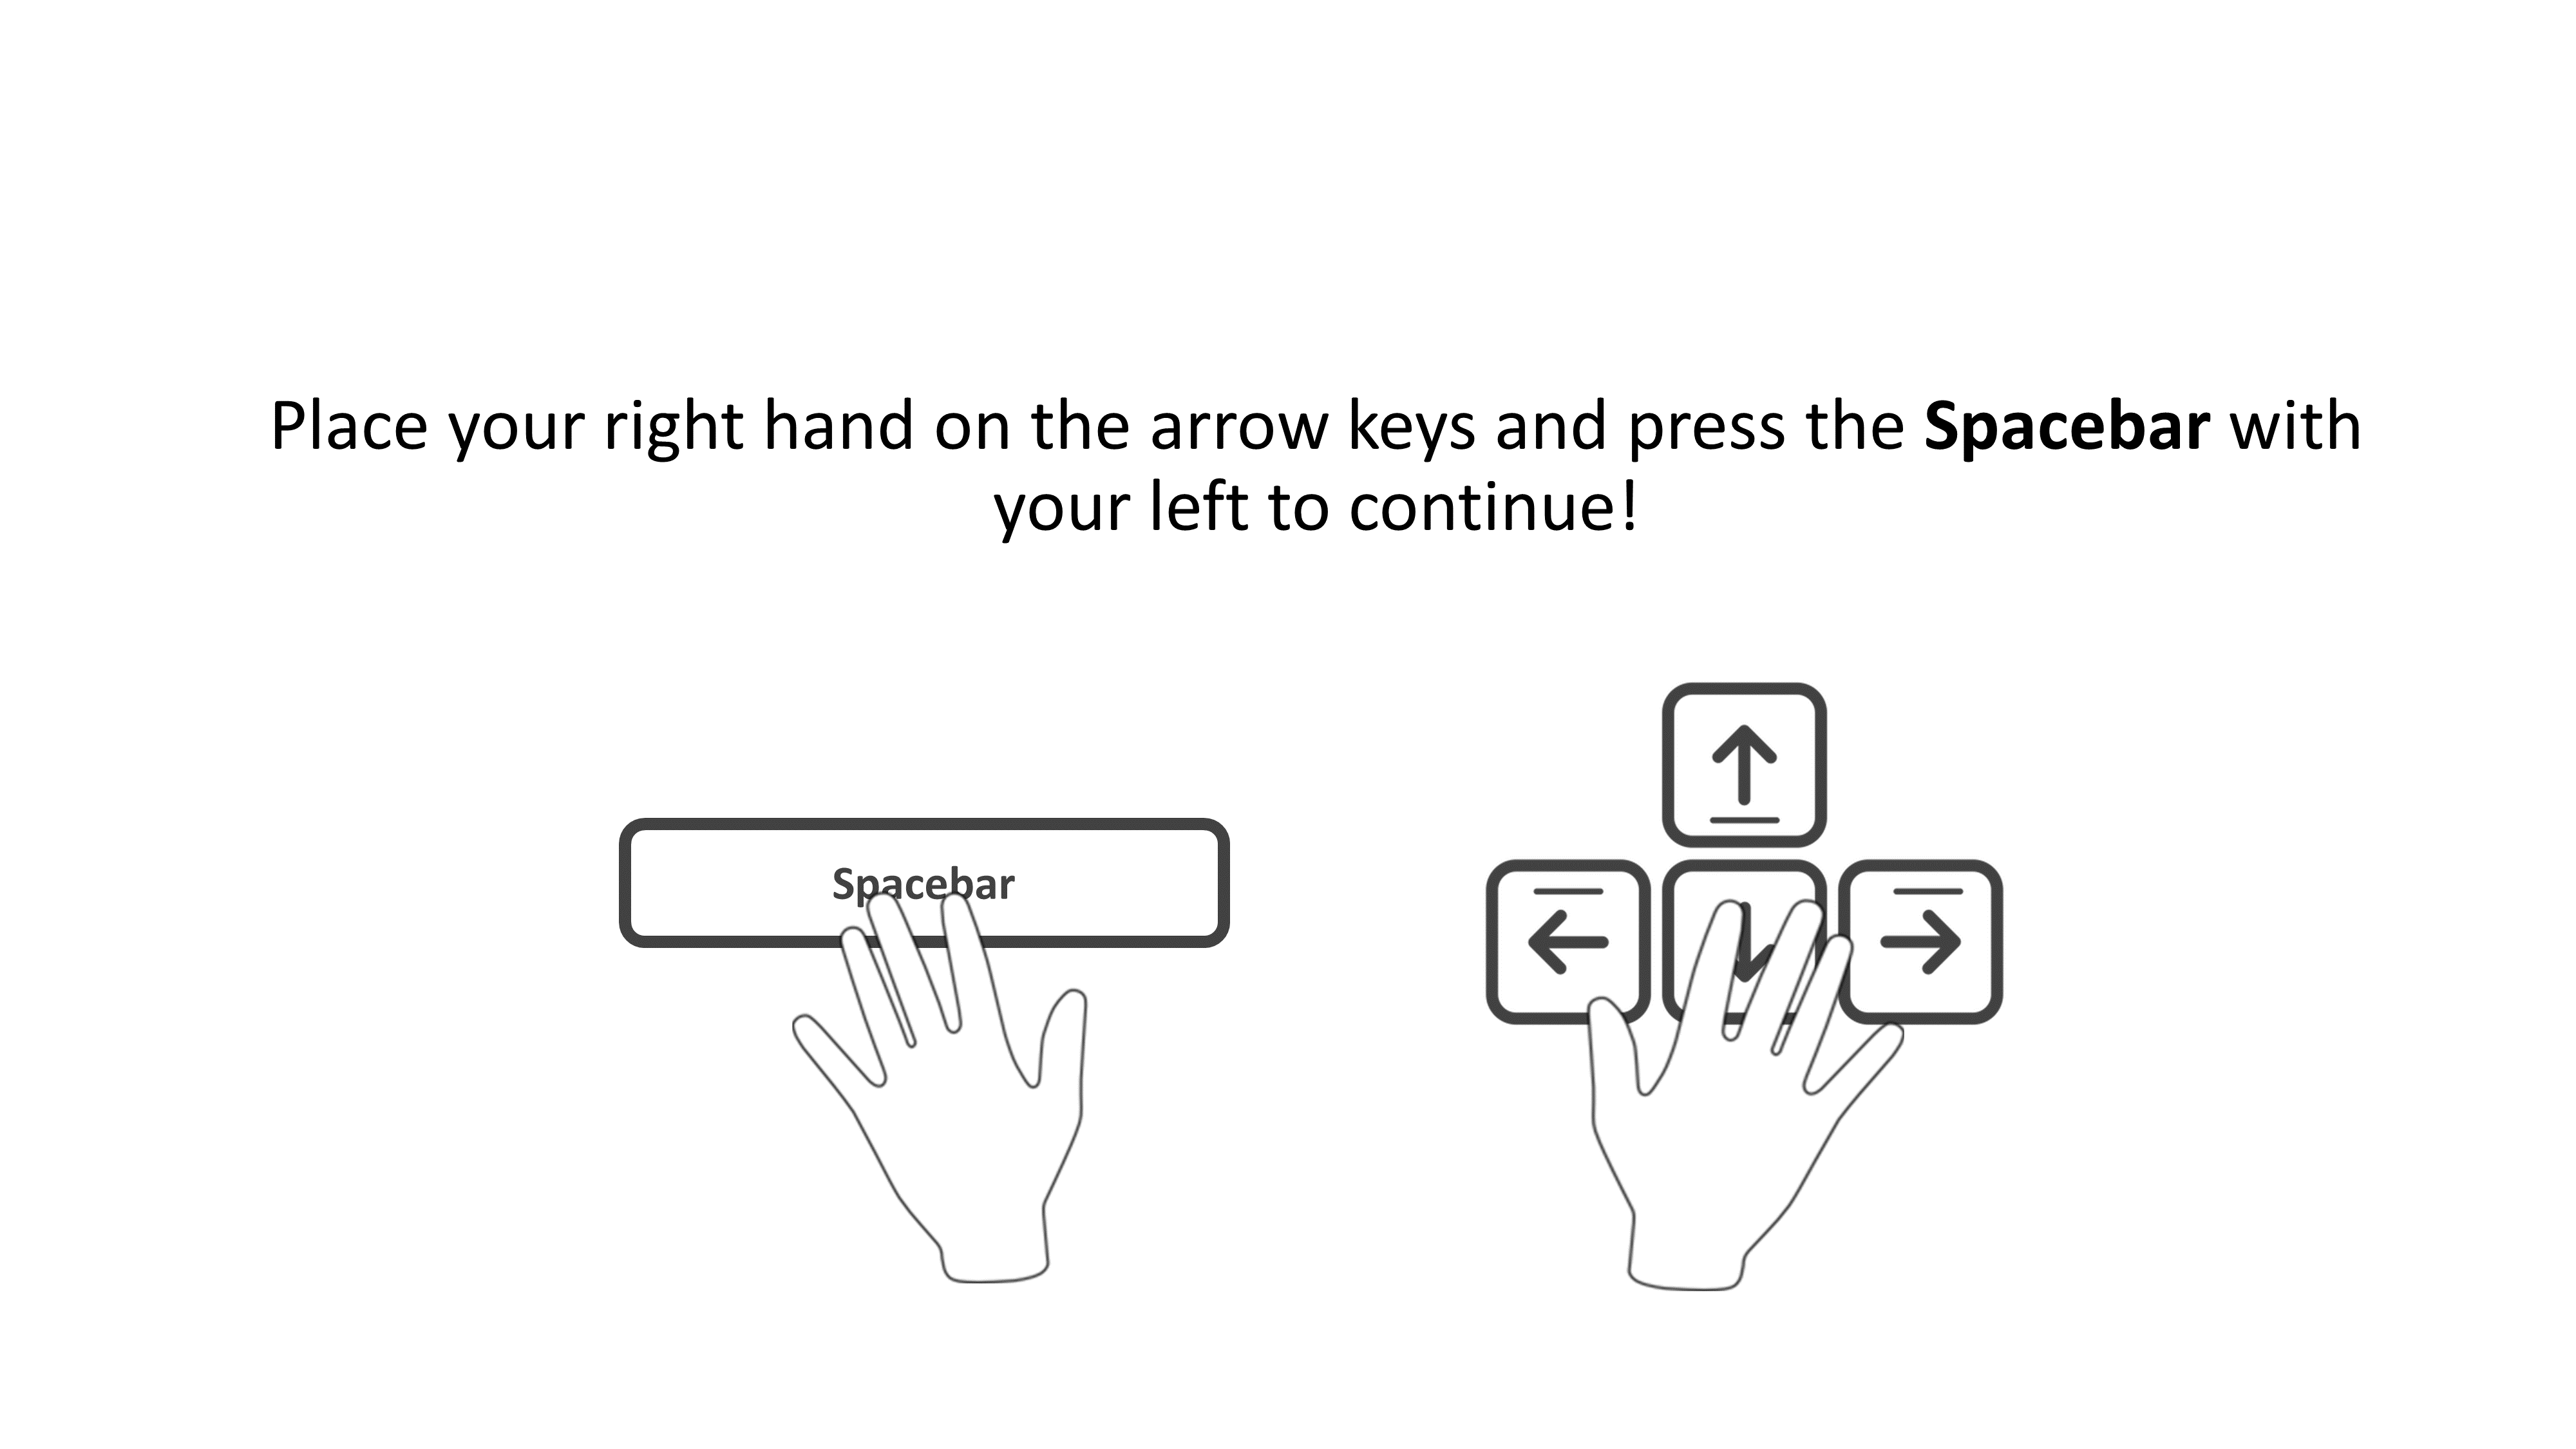 Place your right hand on the arrow keys and press the Spacebar with
your left to continue!
Spacebar